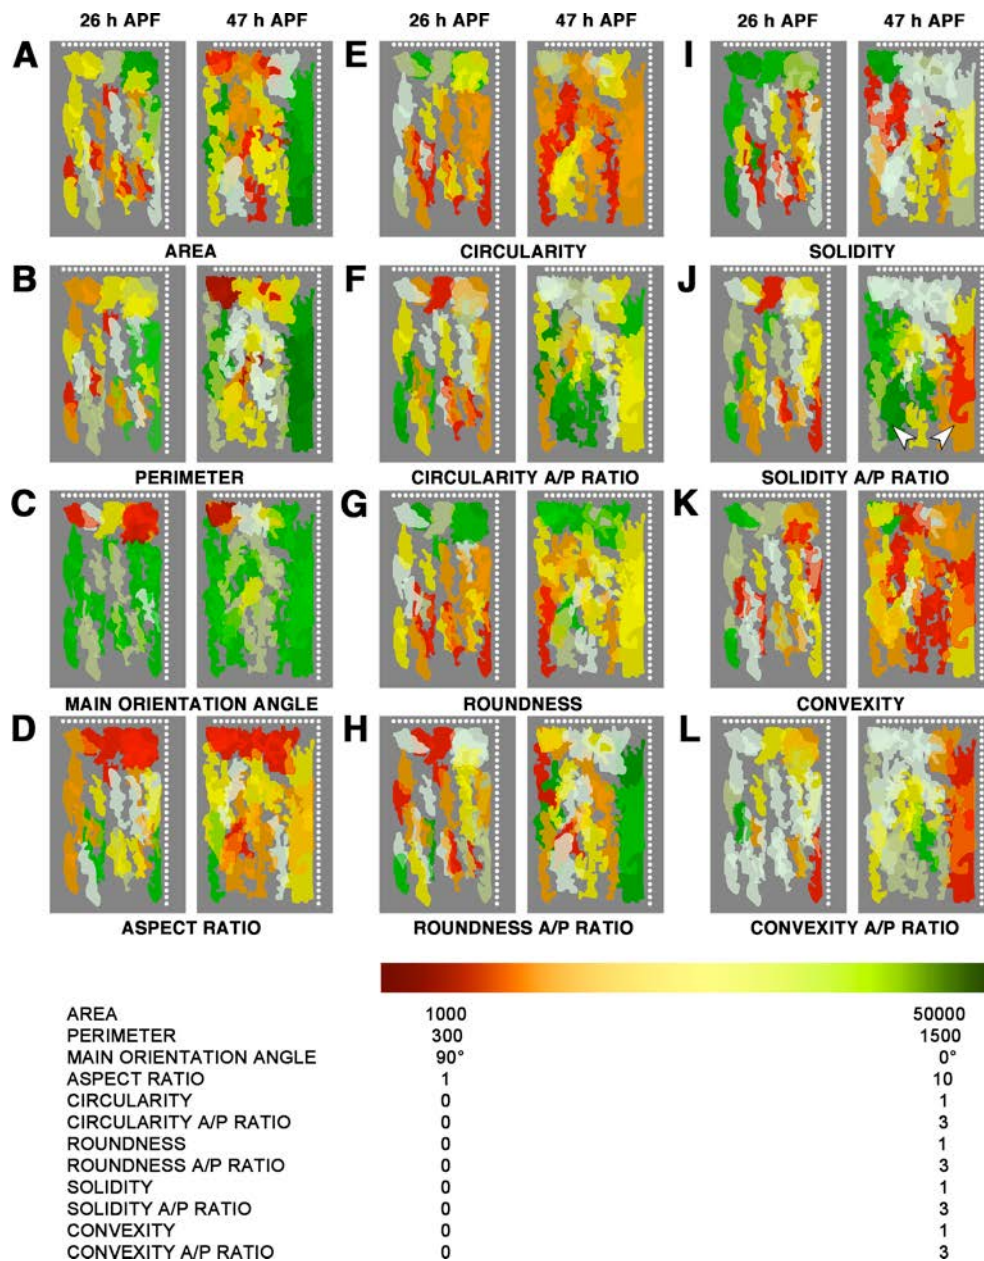 26 h APF 47 h APF 26 h APF 47 h APF 26 h APF 47 h APF
A E I
AREA CIRCULARITY SOLIDITY
B F J
PERIMETER CIRCULARITY A/P RATIO SOLIDITY A/P RATIO
C G K
MAIN ORIENTATION ANGLE ROUNDNESS CONVEXITY
D H L
ASPECT RATIO ROUNDNESS A/P RATIO CONVEXITY A/P RATIO
AREA 1000 50000
PERIMETER 300 1500
MAIN ORIENTATION ANGLE 90° 0°
ASPECT RATIO 1 10
CIRCULARITY 0 1
CIRCULARITY A/P RATIO 0 3
ROUNDNESS 0 1
ROUNDNESS A/P RATIO 0 3
SOLIDITY 0 1
SOLIDITY A/P RATIO 0 3
CONVEXITY 0 1
CONVEXITY A/P RATIO 0 3